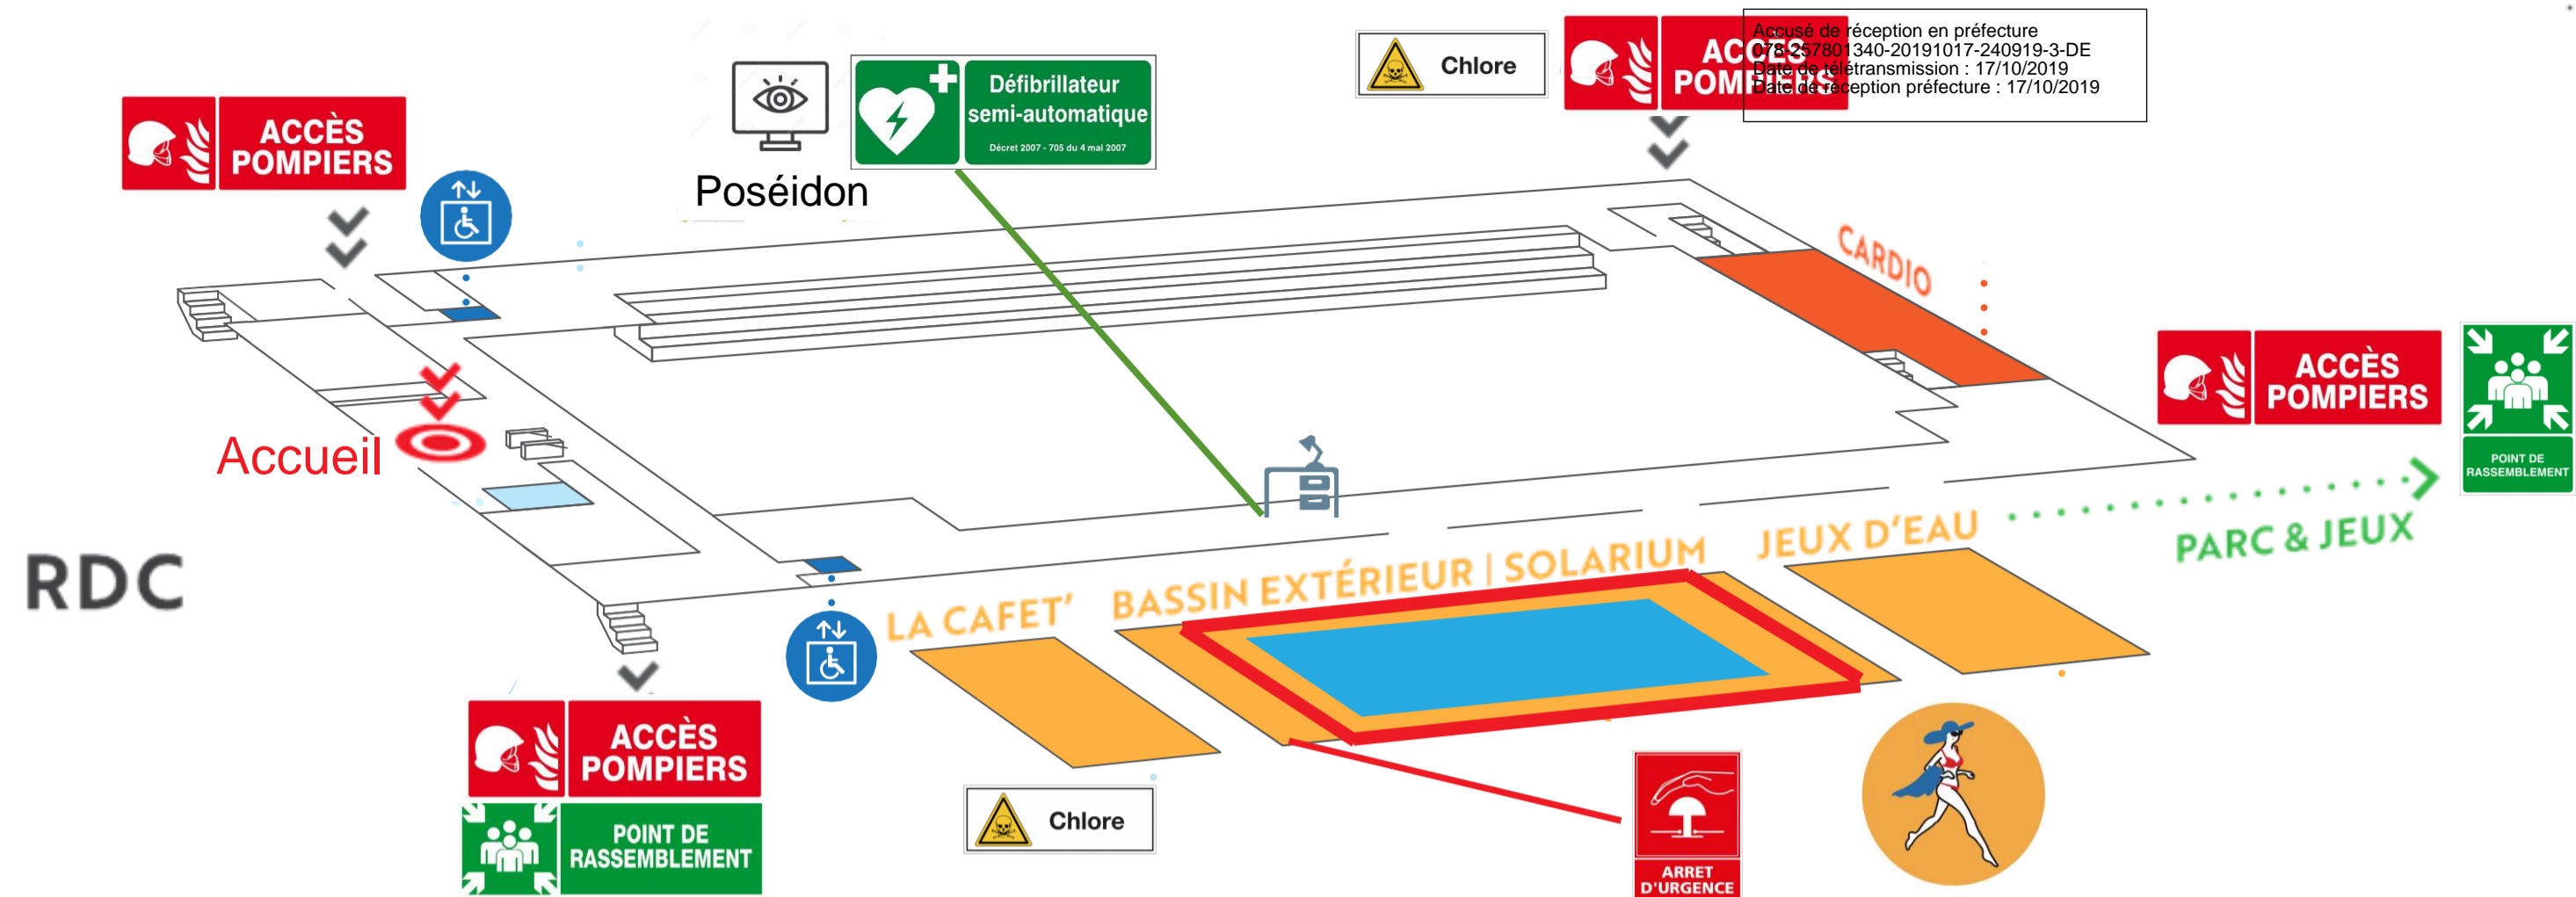 Accusé de réception en préfecture
078-257801340-20191017-240919-3-DE
Date de télétransmission : 17/10/2019
Date de réception préfecture : 17/10/2019
Chlore
ACCÈS
POMPIERS
Défibrillateur
semi-automatique
Décret 2007 - 705 du 4 mai 2007
Poséidon
ACCÈS
POMPIERS
CARDIO
ACCÈS
POMPIERS
POINT DE
RASSEMBLEMENT
Accueil
PARC & JEUX
JEUX D'EAU
BASSIN EXTÉRIEUR | SOLARIUM
LA CAFET'
RDC
ACCÈS
POMPIERS
POINT DE
RASSEMBLEMENT
Chlore
ARRET
D'URGENCE